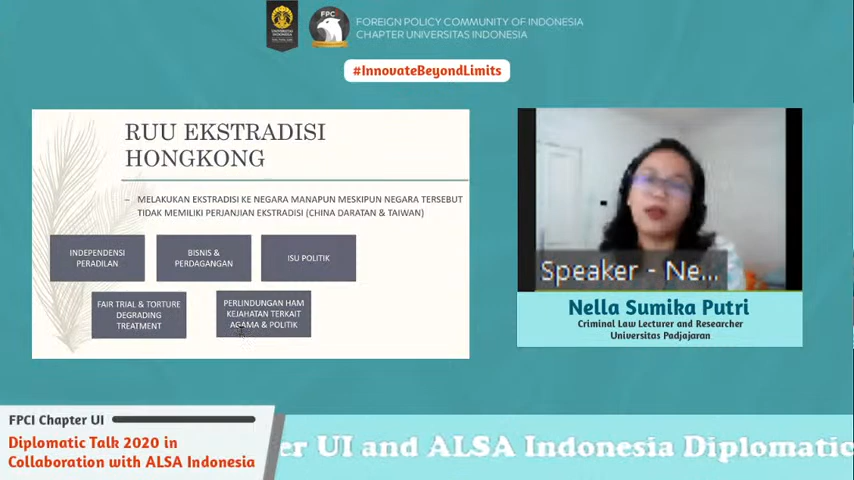 FPC
FOREIGN POLICY COMMUNITY OF INDONESIA
CHAPTER UNIVERSITAS INDONESIA
#InnovateBeyondLimits
RUU EKSTRADISI
HONGKONG
– MELAKUKAN EKSTRADISI KE NEGARA MANAPUN MESKIPUN NEGARA TERSEBUT
TIDAK MEMILIKI PERJANJIAN EKSTRADISI (CHINA DARATAN & TAIWAN)
INDEPENDENSI
PERADILAN
BISNIS &
PERDAGANGAN
ISU POLITIK
FAIR TRIAL & TORTURE
DEGRADING
TREATMENT
PERLINDUNGAN HAM
KEJAHATAN TERKAIT
AGAMA & POLITIK
Speaker - Ne...
Nella Sumika Putri
Criminal Law Lecturer and Researcher
Universitas Padjajaran
FPCI Chapter UI
Diplomatic Talk 2020 in
Collaboration with ALSA Indonesia
er UI and ALSA Indonesia Diplomatic